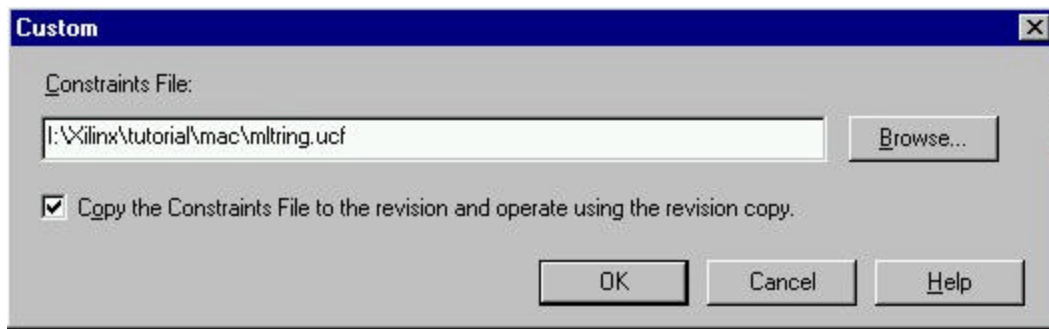 Custom
Constraints File:
I:\Xilinx\tutorial\mac\mltring.ucf
Browse...
Copy the Constraints File to the revision and operate using the revision copy.
OK Cancel Help